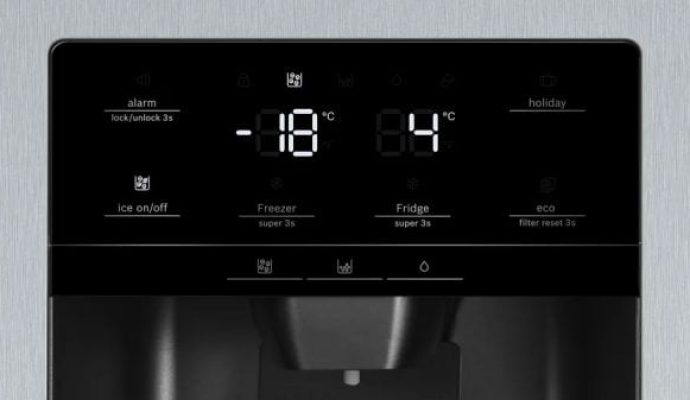 alarm
lock/unlock 3s
-18 °C
4 °C
holiday
ice on/off
Freezer
super 3s
Fridge
super 3s
eco
filter reset 3s